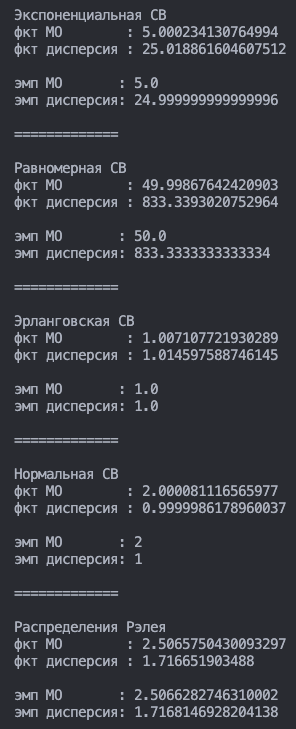 Экспоненциальная СВ
фкт МО        : 5.000234130764994
фкт дисперсия : 25.018861604607512
эмп МО       : 5.0
эмп дисперсия: 24.999999999999996
=============
Равномерная СВ
фкт МО        : 49.99867642420903
фкт дисперсия : 833.3393020752964
эмп МО       : 50.0
эмп дисперсия: 833.3333333333334
=============
Эрланговская СВ
фкт МО        : 1.007107721930289
фкт дисперсия : 1.014597588746145
эмп МО       : 1.0
эмп дисперсия: 1.0
=============
Нормальная СВ
фкт МО        : 2.000081116565977
фкт дисперсия : 0.9999986178960037
эмп МО       : 2
эмп дисперсия: 1
=============
Распределения Рэлея
фкт МО        : 2.5065750430093297
фкт дисперсия : 1.716651903488
эмп МО       : 2.5066282746310002
эмп дисперсия: 1.7168146928204138